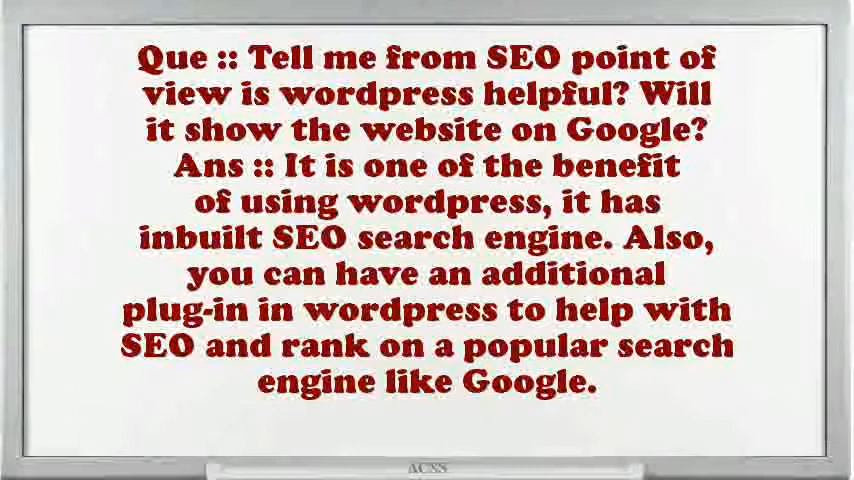 Que :: Tell me from SEO point of
view is wordpress helpful? Will
it show the website on Google?
Ans :: It is one of the benefit
of using wordpress, it has
inbuilt SEO search engine. Also,
you can have an additional
plug-in in wordpress to help with
SEO and rank on a popular search
engine like Google.
ACSS